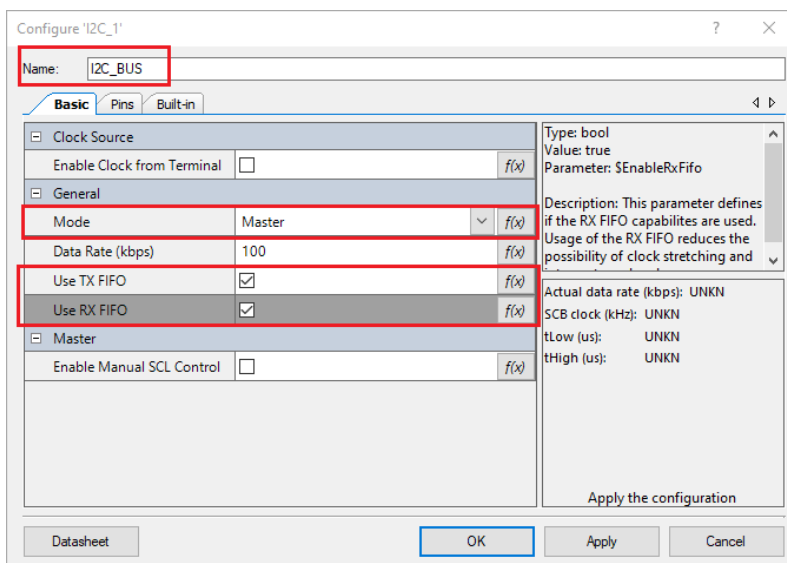 Configure 'I2C_1'
Name: I2C_BUS
Basic Pins Built-in
Clock Source
Enable Clock from Terminal f(x)
General
Mode Master f(x)
Data Rate (kbps) 100 f(x)
Use TX FIFO f(x)
Use RX FIFO f(x)
Master
Enable Manual SCL Control f(x)
Type: bool
Value: true
Parameter: $EnableRxFifo
Description: This parameter defines
if the RX FIFO capabilites are used.
Usage of the RX FIFO reduces the
possibility of clock stretching and
Actual data rate (kbps): UNKN
SCB clock (kHz): UNKN
tLow (us): UNKN
tHigh (us): UNKN
Apply the configuration
Datasheet OK Apply Cancel